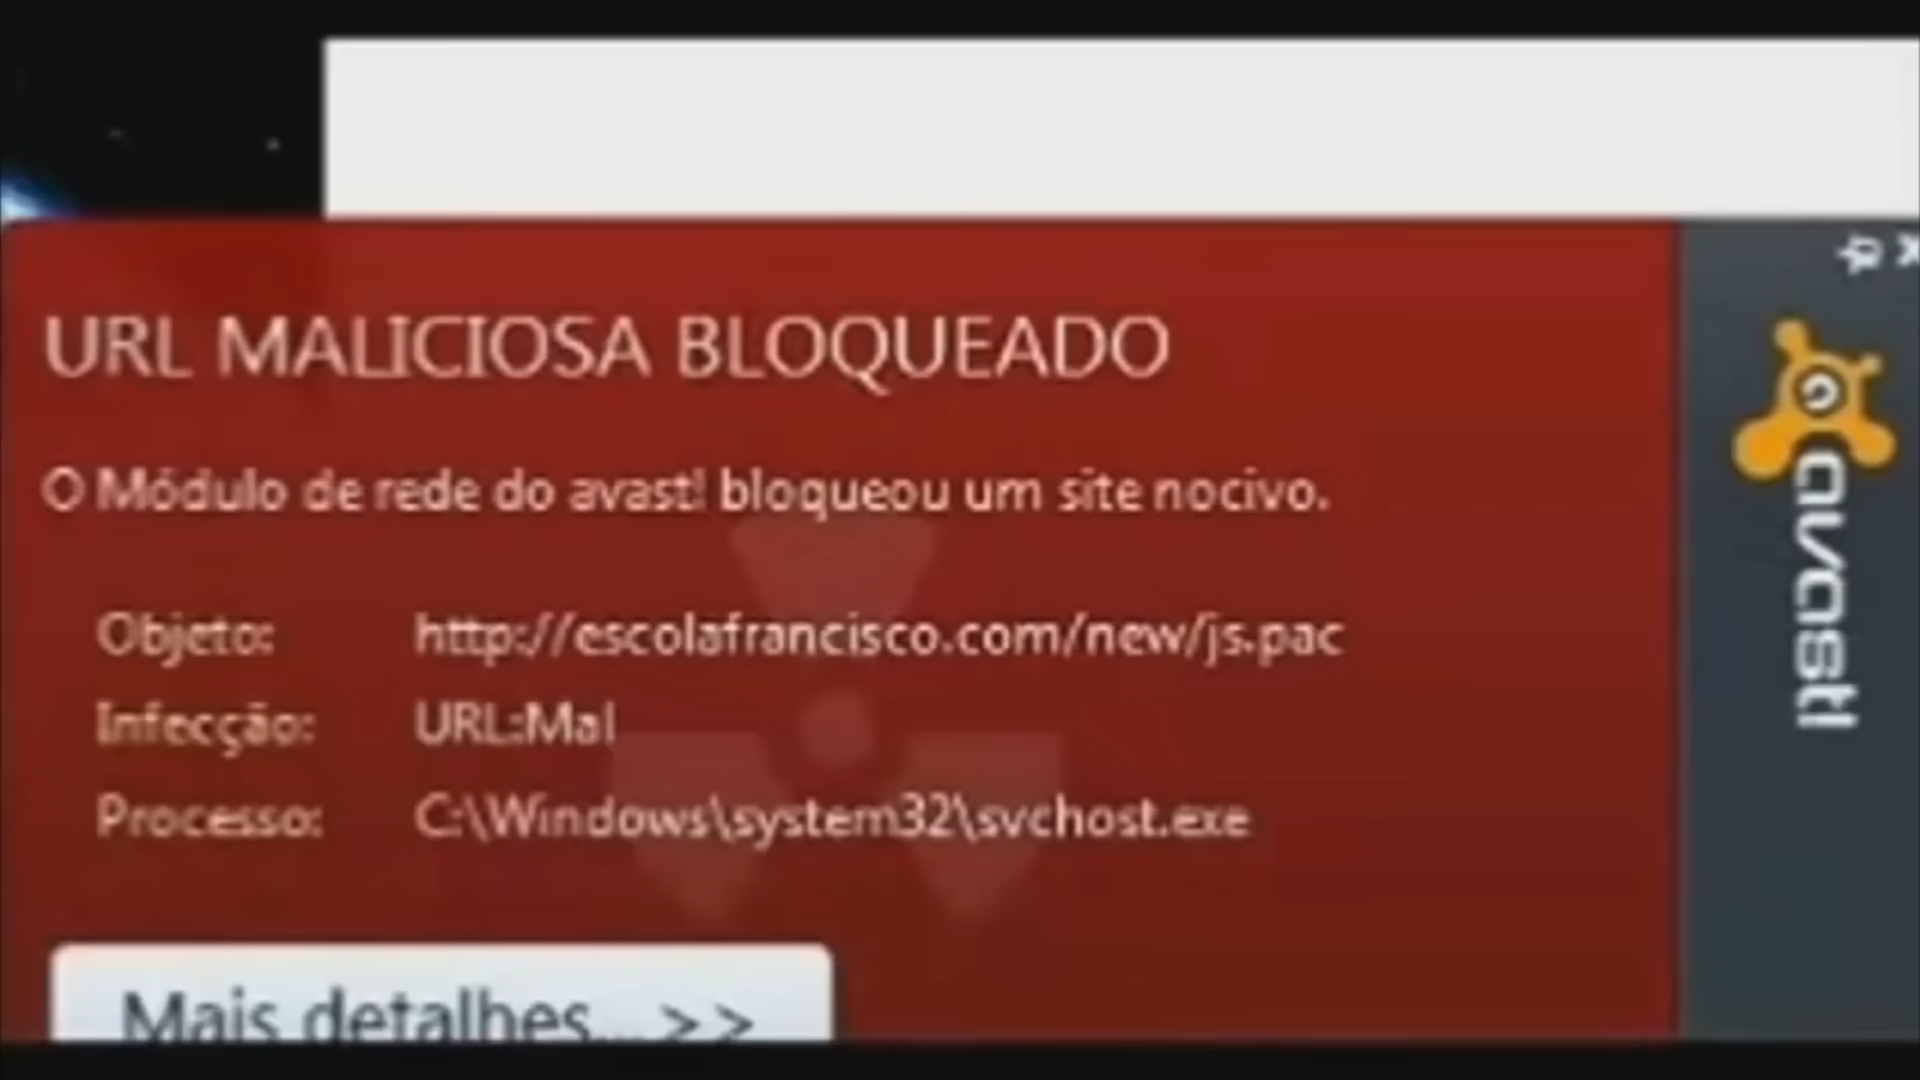 URL MALICIOSA BLOQUEADO
O Módulo de rede do avast! bloqueou um site nocivo.
Objeto: http://escolafrancisco.com/new/js.pac
Infecção: URL:Mal
Processo: C:\Windows\system32\svchost.exe
Mais detalhes... >>
avast!